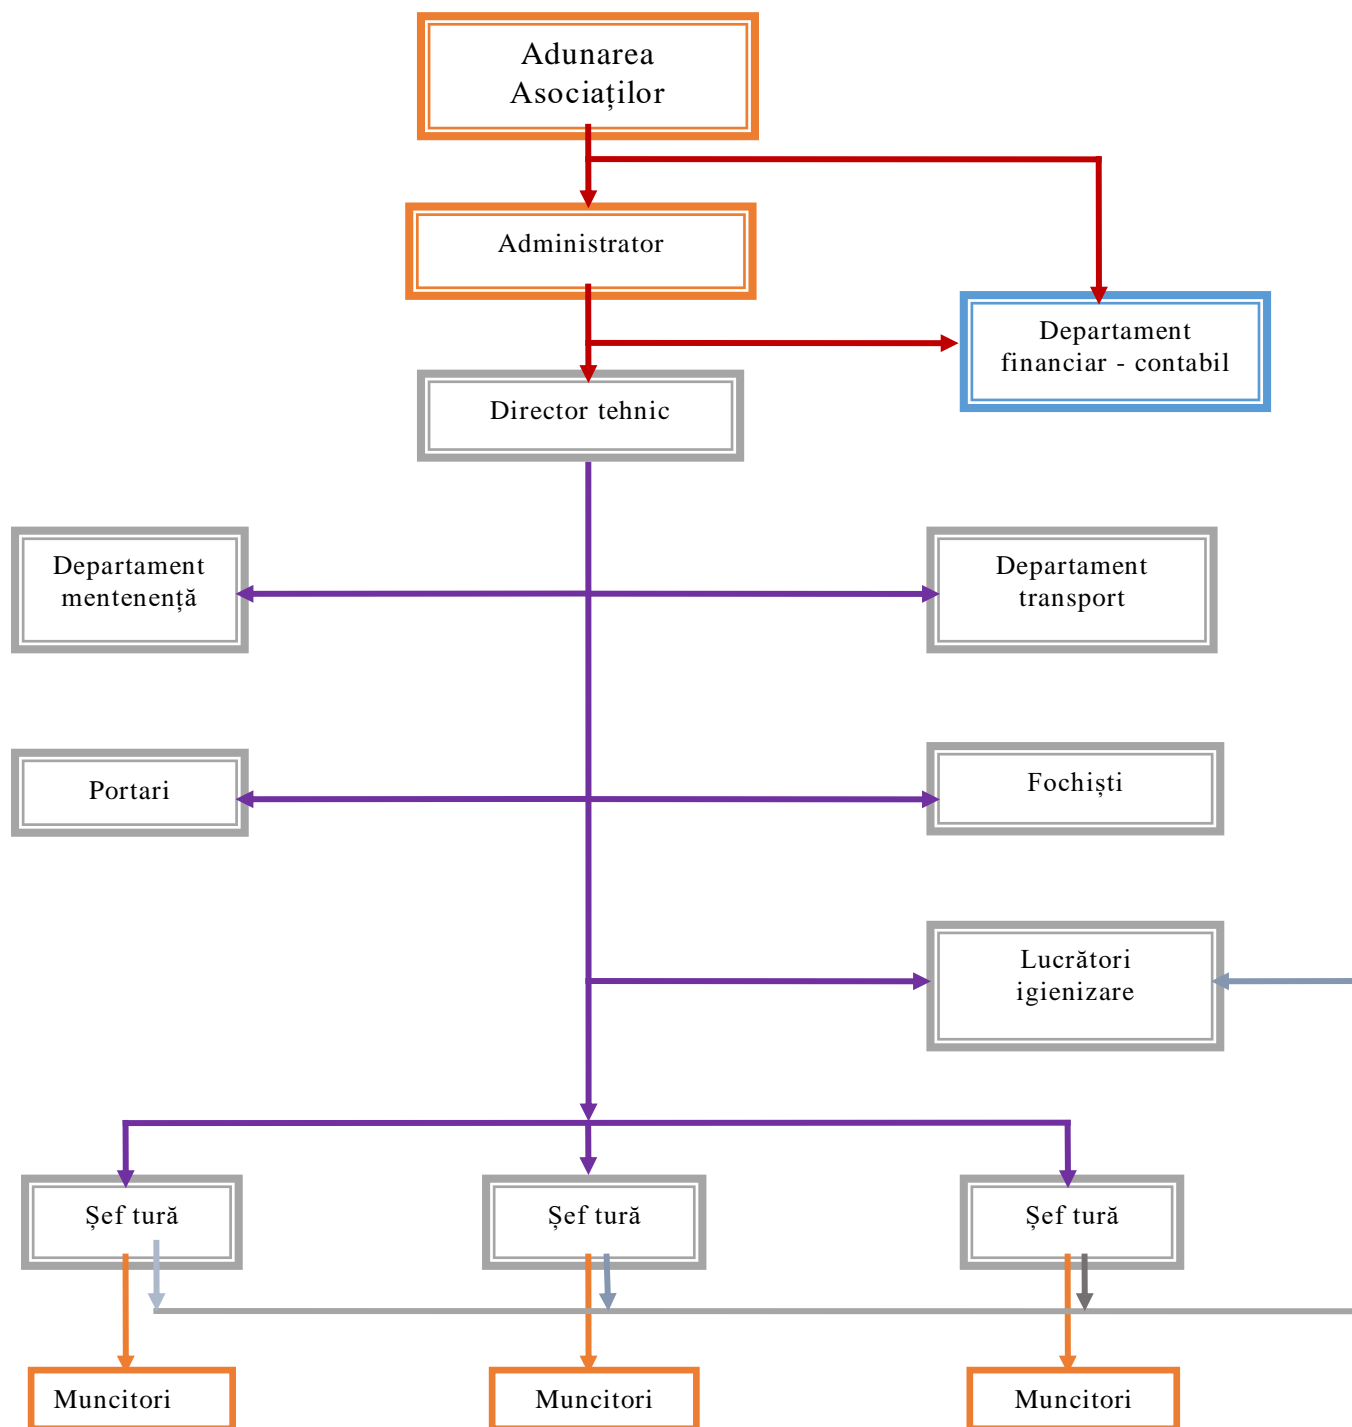 Adunarea
Asociaților
Administrator
Departament
financiar - contabil
Director tehnic
Departament
mentenență
Departament
transport
Portari
Fochiști
Lucrători
igienizare
Șef tură
Șef tură
Șef tură
Muncitori
Muncitori
Muncitori